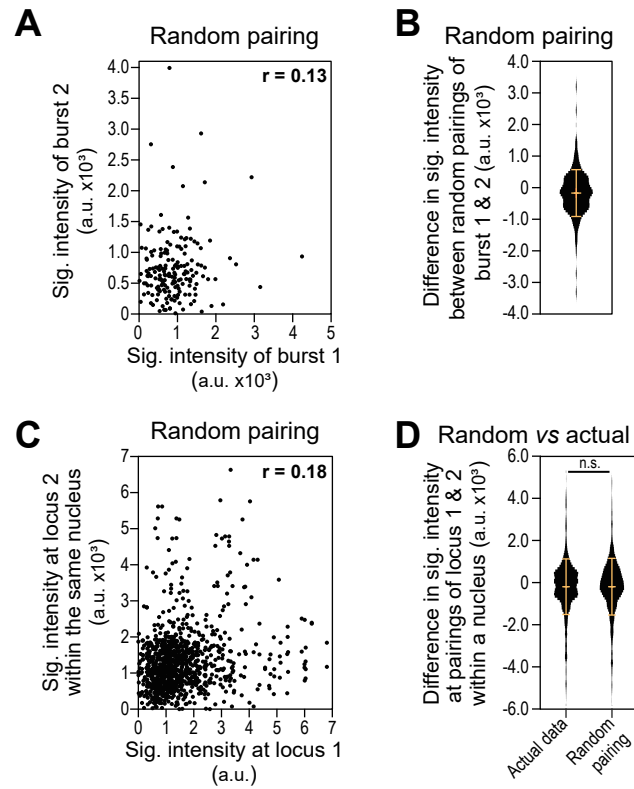 A
Random pairing
r = 0.13
4.0
3.5
3.0
2.5
2.0
1.5
1.0
0.5
0
Sig. intensity of burst 2
(a.u. x10³)
0 1 2 3 4 5
Sig. intensity of burst 1
(a.u. x10³)
B
Random pairing
4.0
3.0
2.0
1.0
0
-1.0
-2.0
-3.0
-4.0
Difference in sig. intensity
between random pairings of
burst 1 & 2 (a.u. x10³)
C
Random pairing
r = 0.18
7
6
5
4
3
2
1
0
Sig. intensity at locus 2
within the same nucleus
(a.u. x10³)
0 1 2 3 4 5 6 7
Sig. intensity at locus 1
(a.u.)
D
Random vs actual
n.s.
6.0
4.0
2.0
0
-2.0
-4.0
-6.0
Difference in sig. intensity
at pairings of locus 1 & 2
within a nucleus (a.u. x10³)
Actual data
Random
pairing